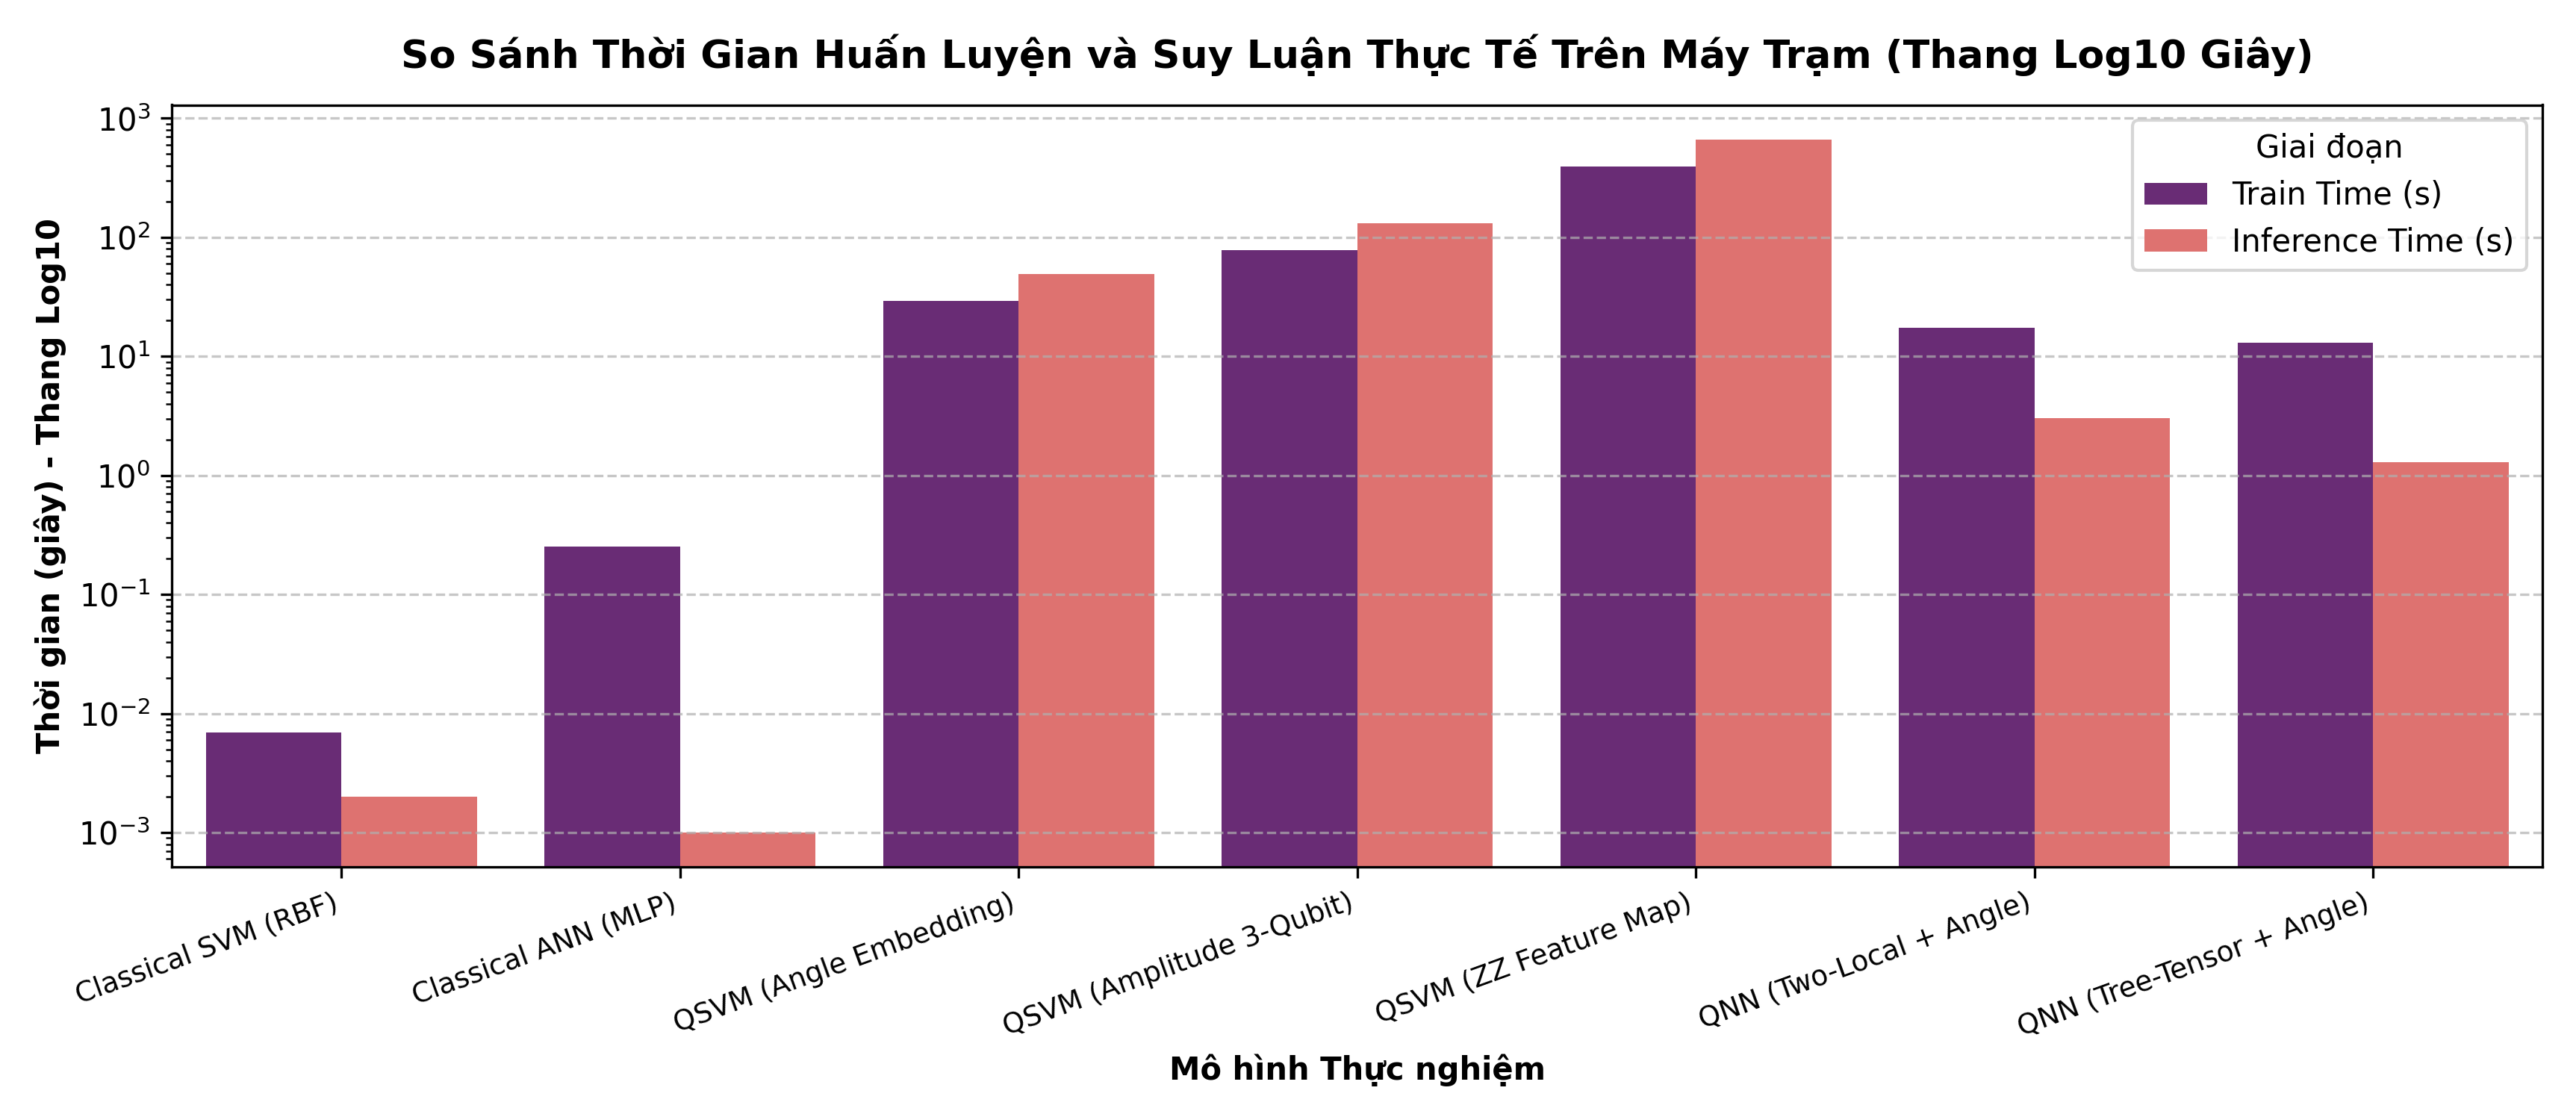 So Sánh Thời Gian Huấn Luyện và Suy Luận Thực Tế Trên Máy Trạm (Thang Log10 Giây)
Thời gian (giây) - Thang Log10
10³
10²
10¹
10⁰
10⁻¹
10⁻²
10⁻³
Giai đoạn
Train Time (s)
Inference Time (s)
Classical SVM (RBF)
Classical ANN (MLP)
QSVM (Angle Embedding)
QSVM (Amplitude 3-Qubit)
QSVM (ZZ Feature Map)
QNN (Two-Local + Angle)
QNN (Tree-Tensor + Angle)
Mô hình Thực nghiệm